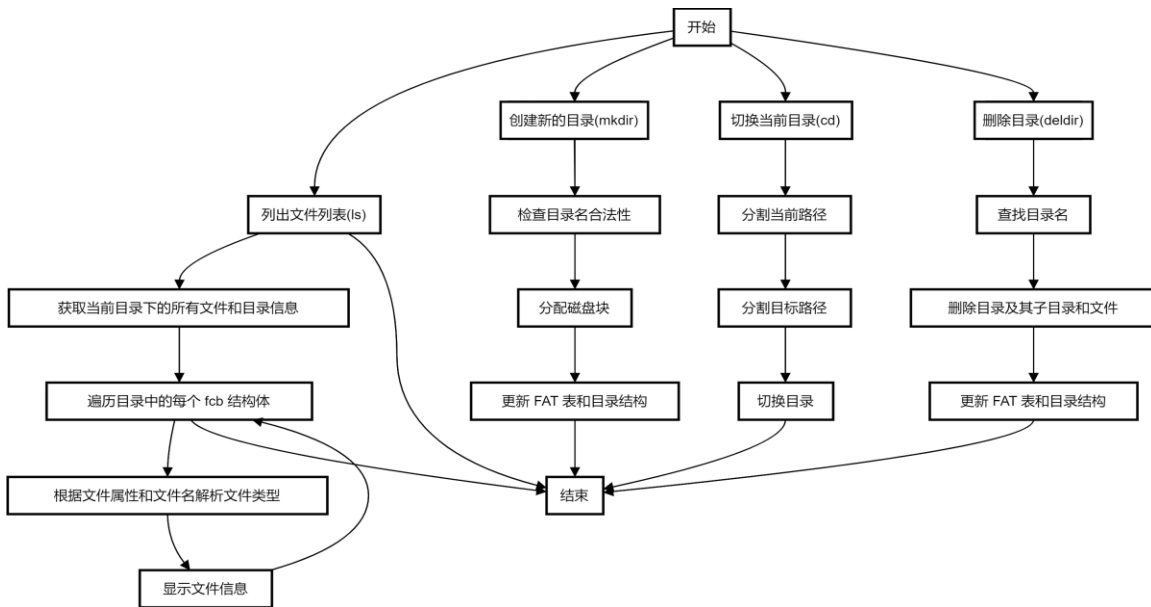 开始
创建新的目录(mkdir)
切换当前目录(cd)
删除目录(deldir)
列出文件列表(ls)
检查目录名合法性
分割当前路径
查找目录名
获取当前目录下的所有文件和目录信息
分配磁盘块
分割目标路径
删除目录及其子目录和文件
遍历目录中的每个 fcb 结构体
更新 FAT 表和目录结构
切换目录
更新 FAT 表和目录结构
根据文件属性和文件名解析文件类型
结束
显示文件信息